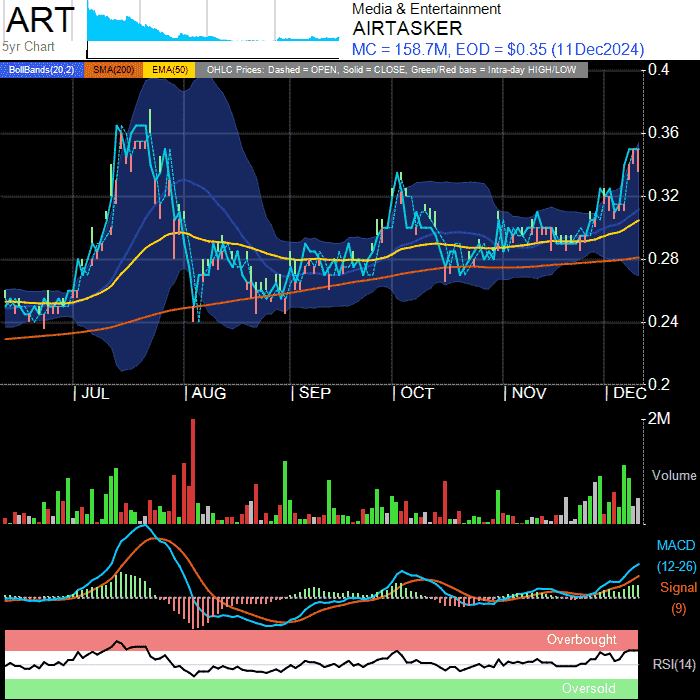 ART
5yr Chart
Media & Entertainment
AIRTASKER
MC = 158.7M, EOD = $0.35 (11Dec2024)
BollBands(20,2) SMA(200) EMA(50) OHLC Prices: Dashed = OPEN, Solid = CLOSE, Green/Red bars = Intra-day HIGH/LOW
0.4
0.36
0.32
0.28
0.24
0.2
| JUL | AUG | SEP | OCT | NOV | DEC
2M
Volume
MACD
(12-26)
Signal
(9)
Overbought
RSI(14)
Oversold